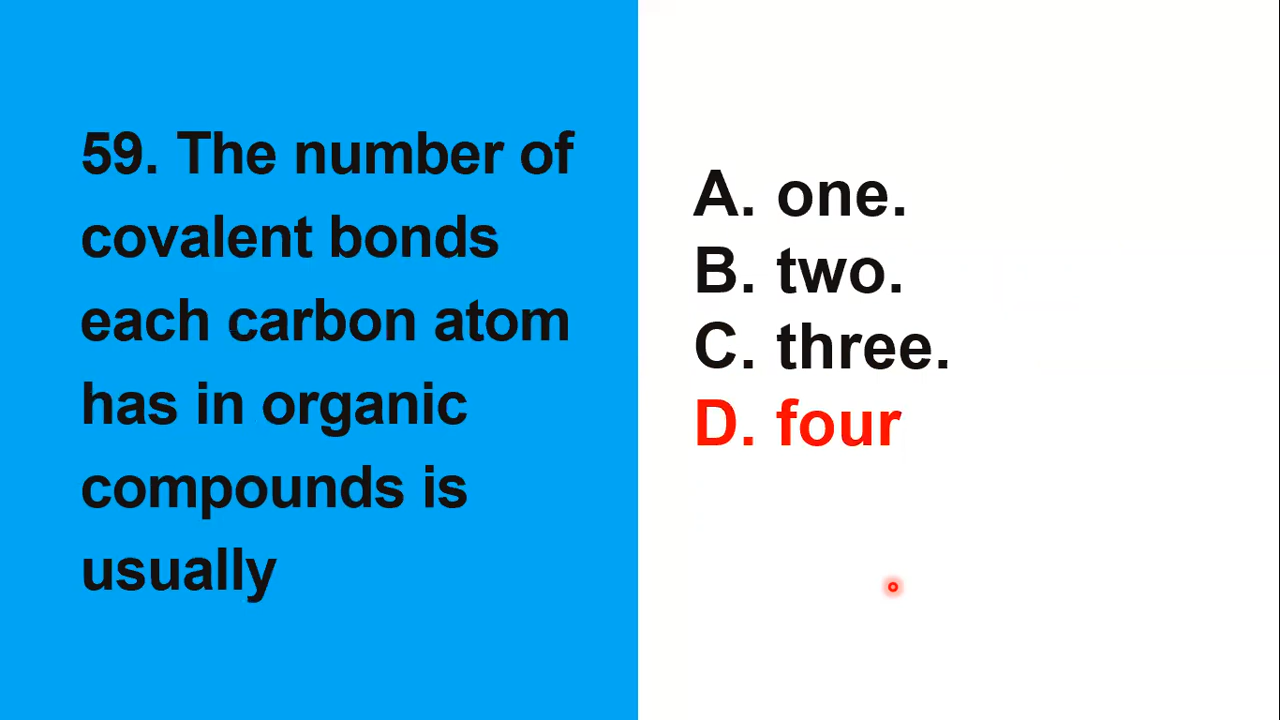 59. The number of
covalent bonds
each carbon atom
has in organic
compounds is
usually
A. one.
B. two.
C. three.
D. four